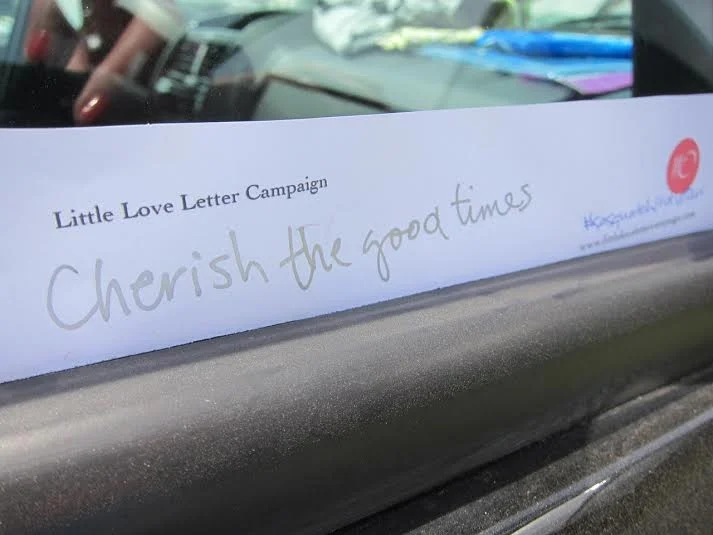 Little Love Letter Campaign
Cherish the good times